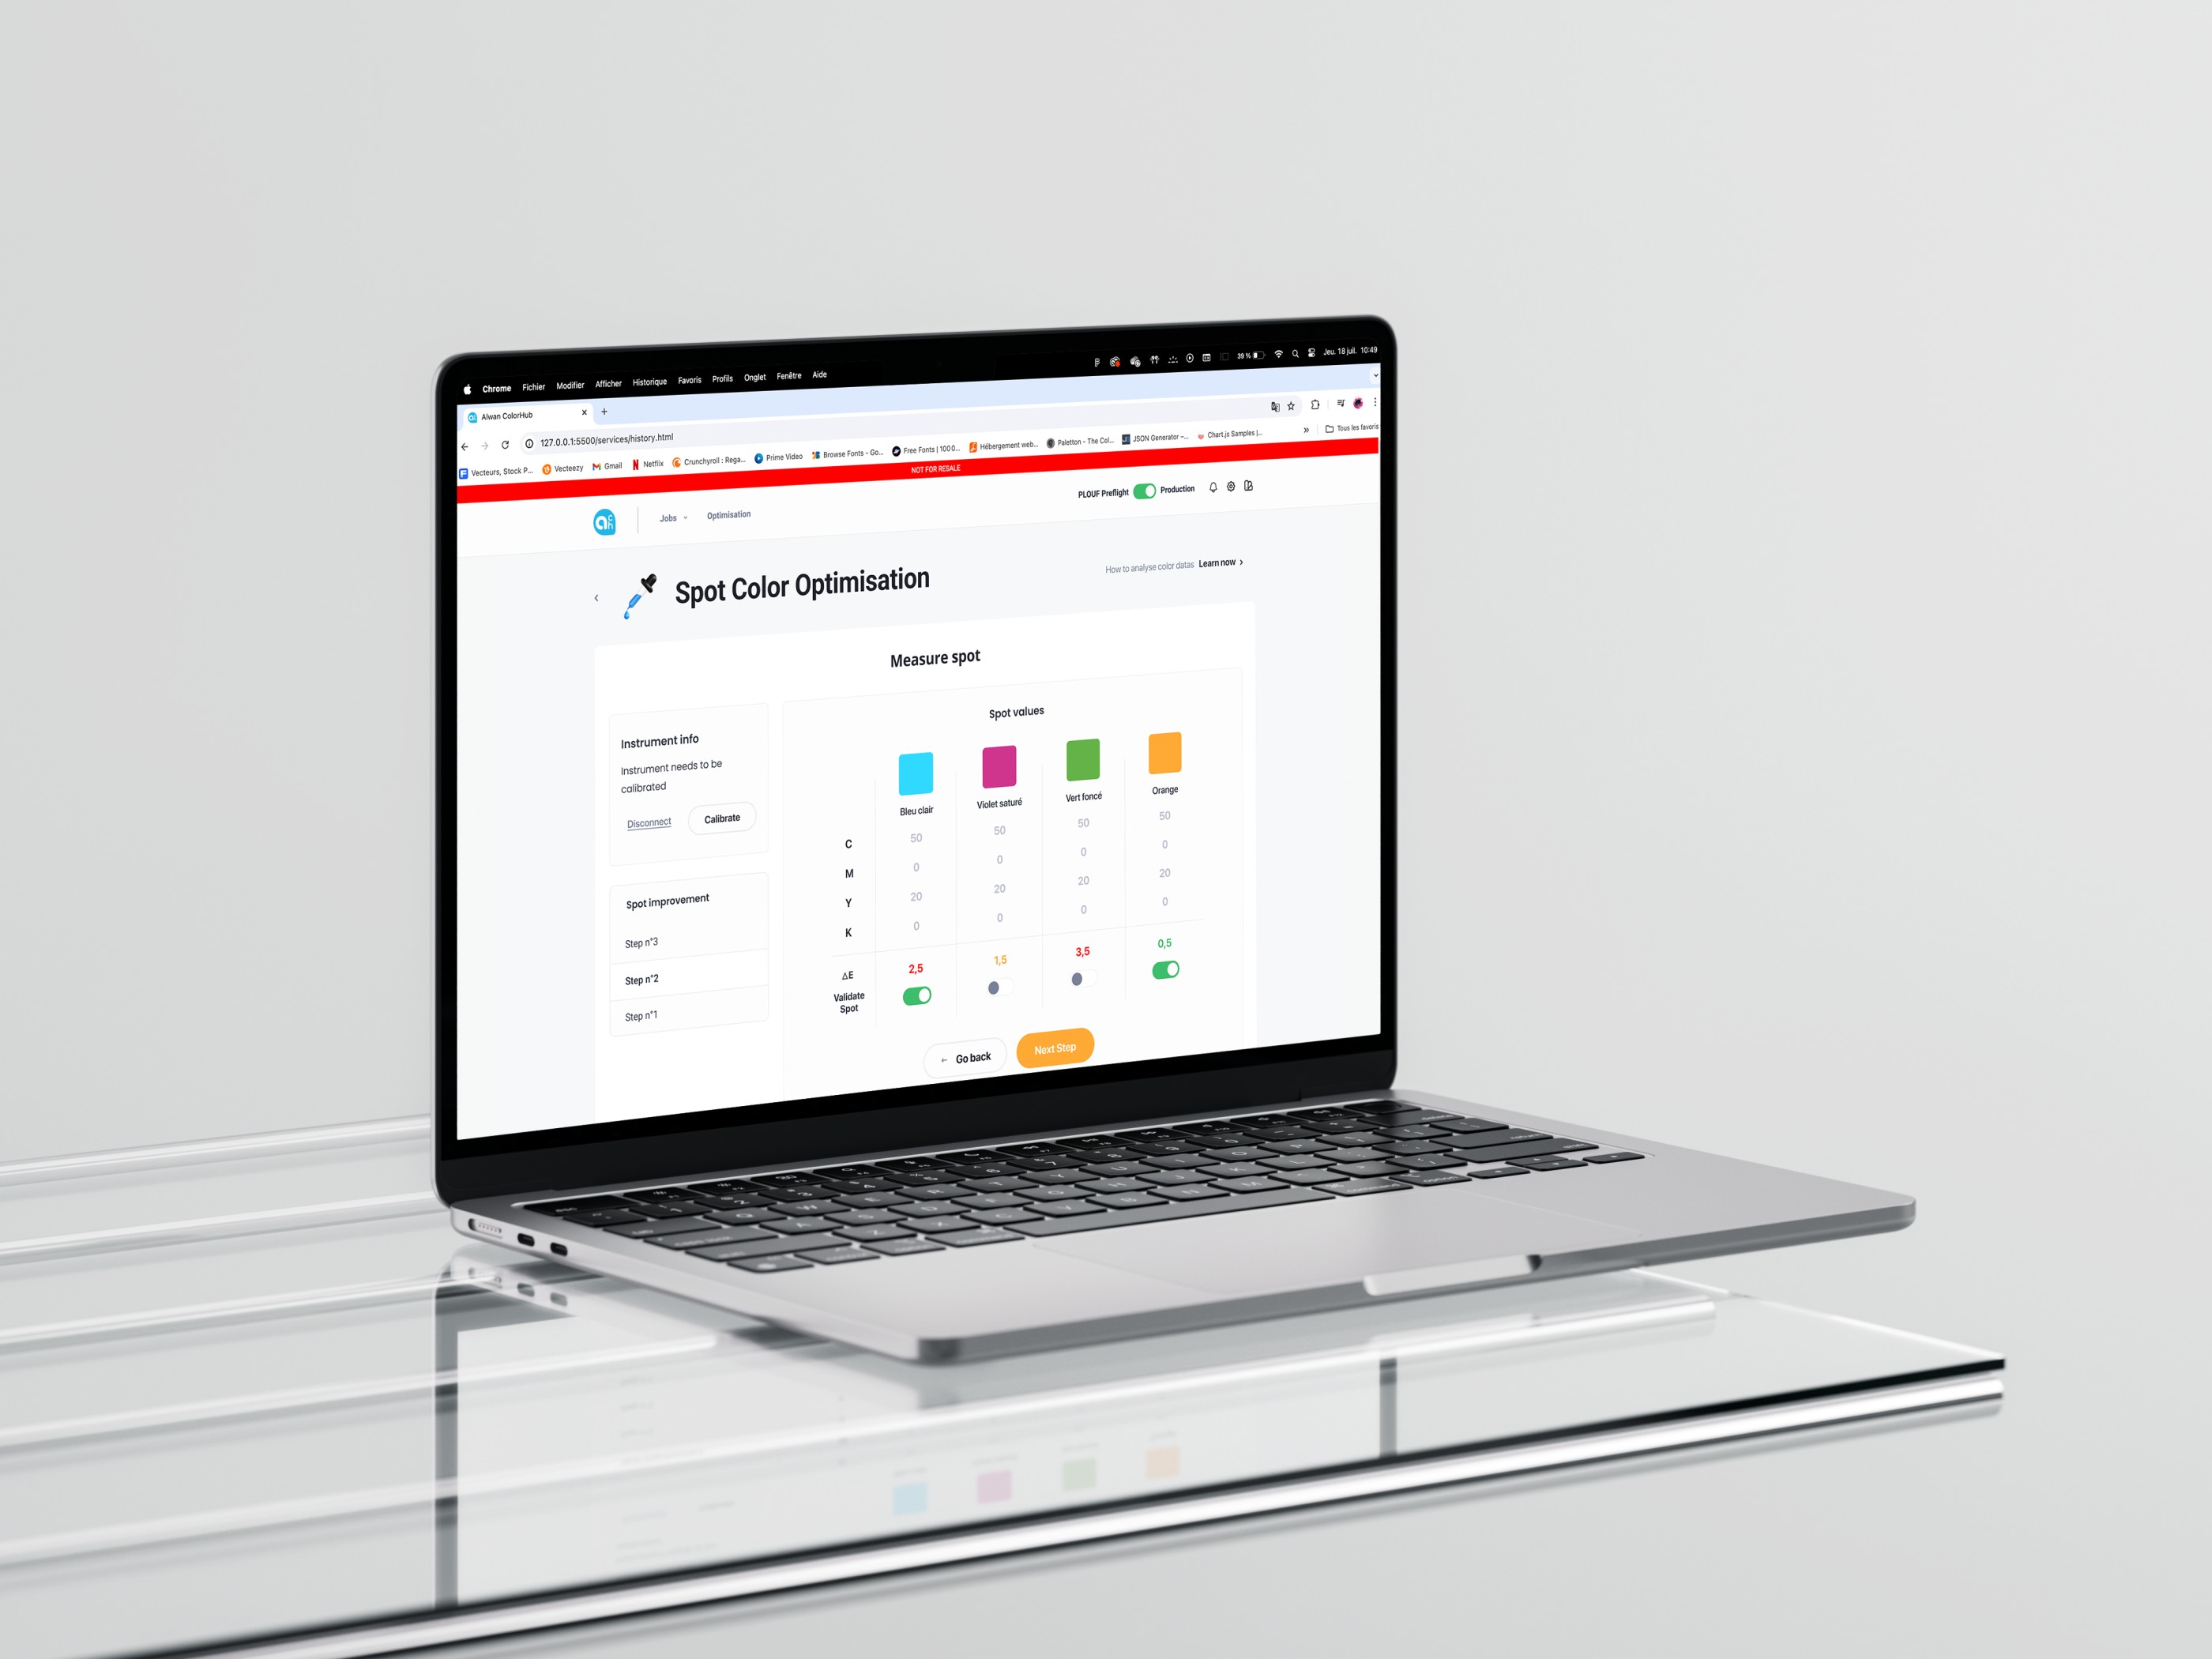 Chrome Fichier Modifier Afficher Historique Favoris Profils Onglet Fenêtre Aide 39 % Jeu. 18 juil. 10:49
Alwan ColorHub
127.0.0.1:5500/services/history.html
Vecteurs, Stock P... Vecteezy Gmail Netflix Crunchyroll : Rega... Prime Video Browse Fonts - Go... Free Fonts | 1000... Hébergement web... Paletton - The Col... JSON Generator –... Chart.js Samples |... » Tous les favoris
NOT FOR RESALE
Jobs Optimisation PLOUF Preflight Production
Spot Color Optimisation
How to analyse color datas Learn now
Measure spot
Instrument info
Instrument needs to be
calibrated
Disconnect Calibrate
Spot improvement
Step n°3
Step n°2
Step n°1
Spot values
Bleu clair Violet saturé Vert foncé Orange
C 50 50 50 50
M 0 0 0 0
Y 20 20 20 20
K 0 0 0 0
ΔE 2,5 1,5 3,5 0,5
Validate
Spot
← Go back Next Step